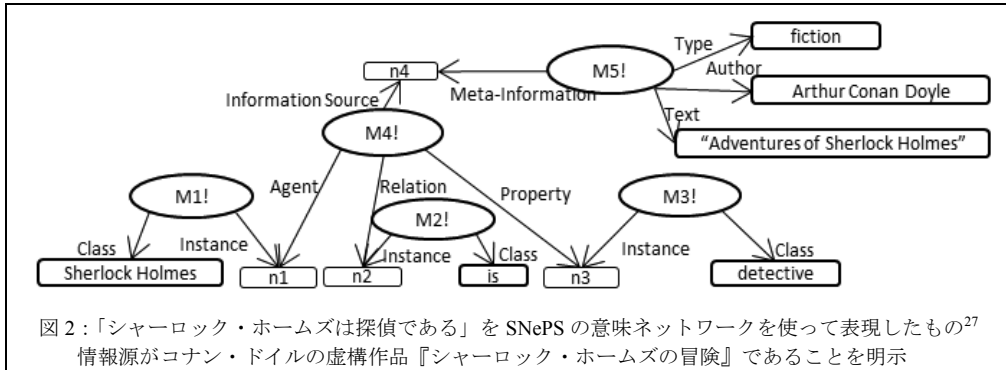 Type
fiction
n4
M5!
Author
Information Source
Meta-Information
Arthur Conan Doyle
Text
M4!
“Adventures of Sherlock Holmes”
Agent
Relation
Property
M1!
M2!
M3!
Class
Instance
Instance
Class
Instance
Class
Sherlock Holmes
n1
n2
is
n3
detective
図 2：「シャーロック・ホームズは探偵である」を SNePS の意味ネットワークを使って表現したもの27
情報源がコナン・ドイルの虚構作品『シャーロック・ホームズの冒険』であることを明示